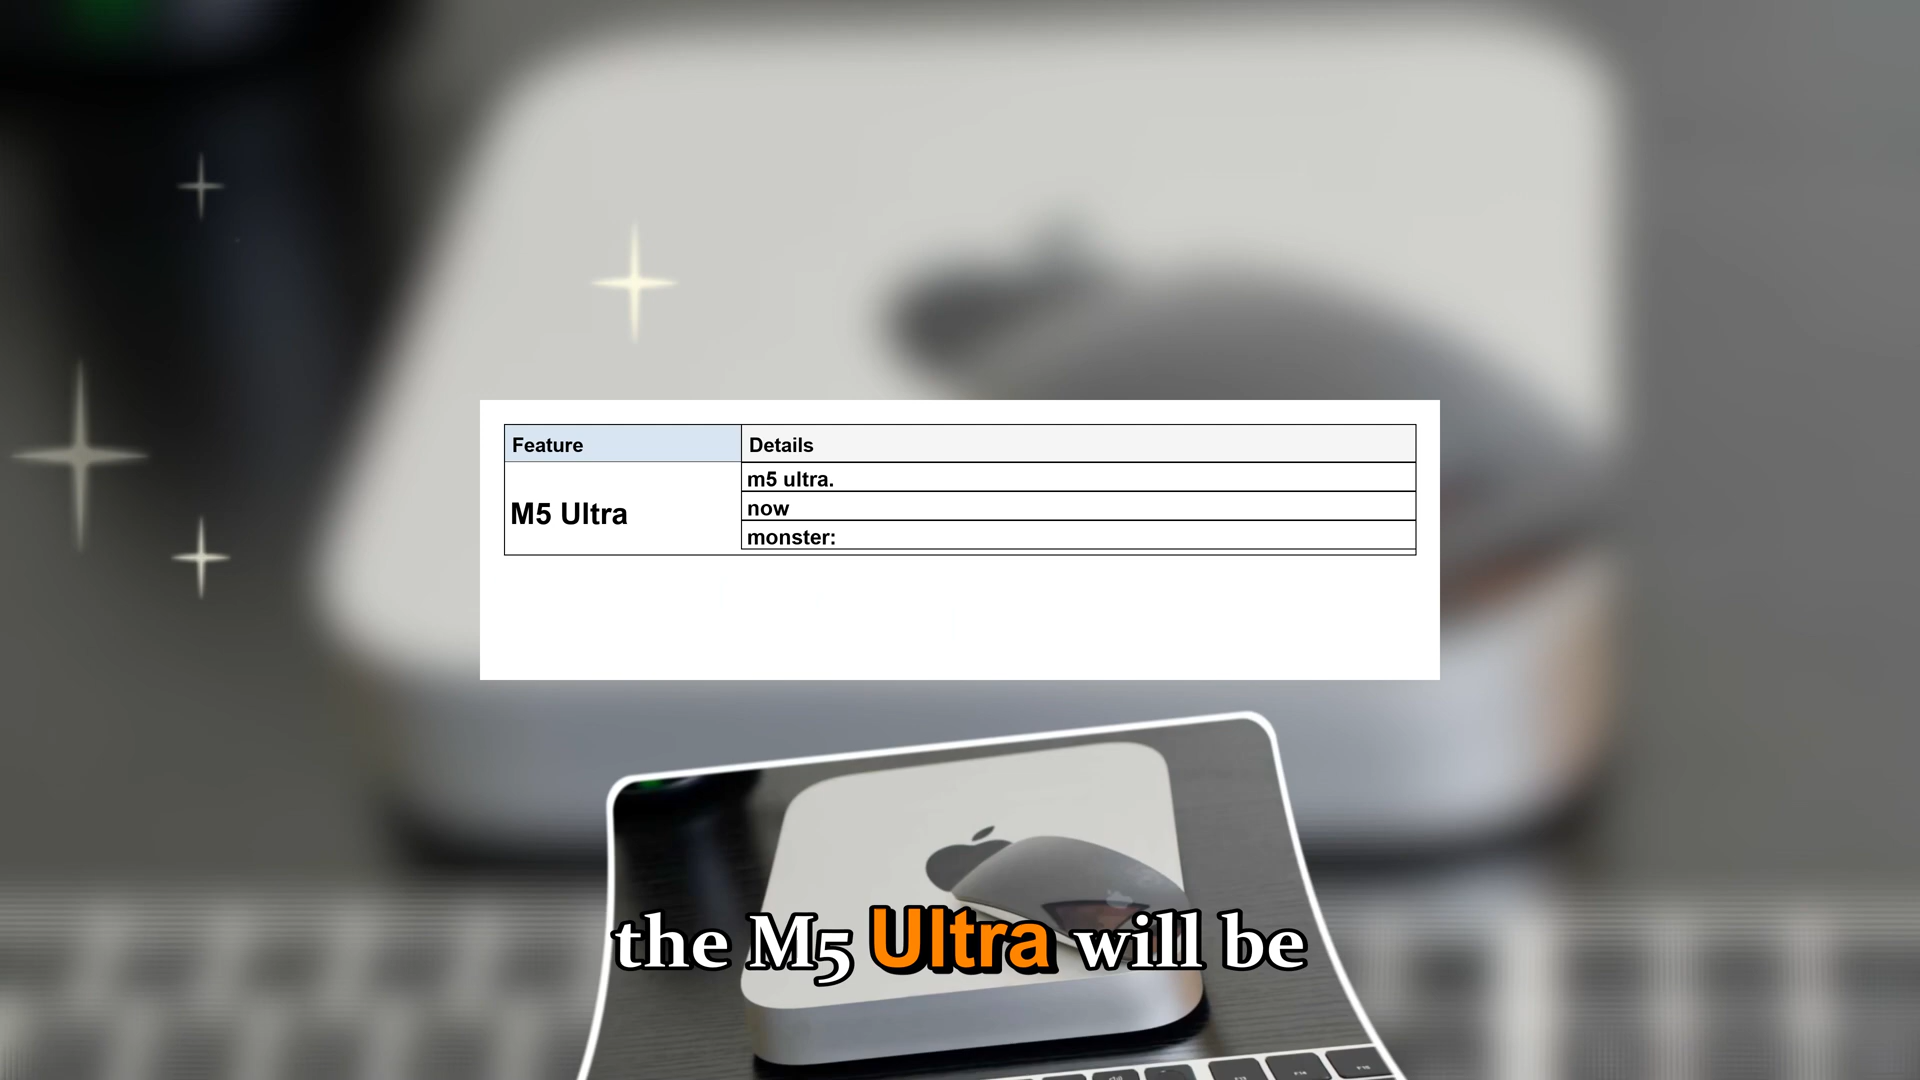 Feature Details
M5 Ultra
m5 ultra.
now
monster:
the M5 Ultra will be